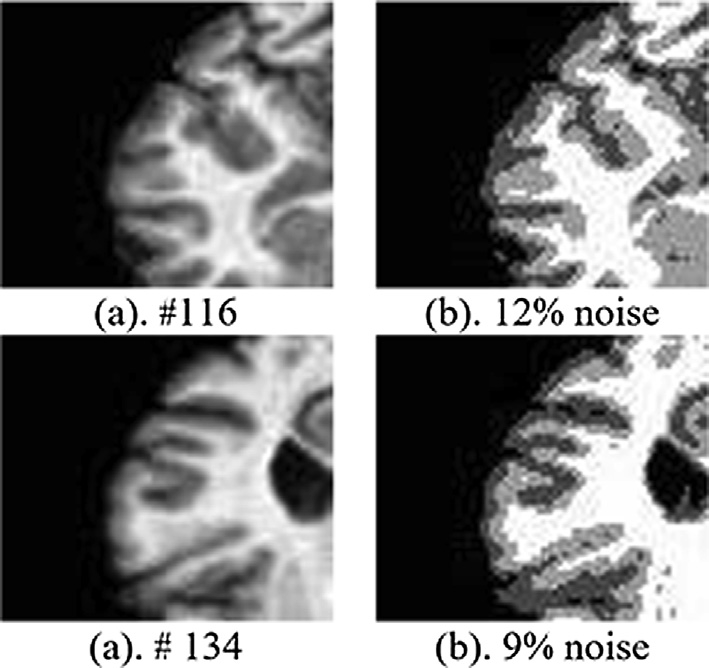 (a). #116
(b). 12% noise
(a). # 134
(b). 9% noise